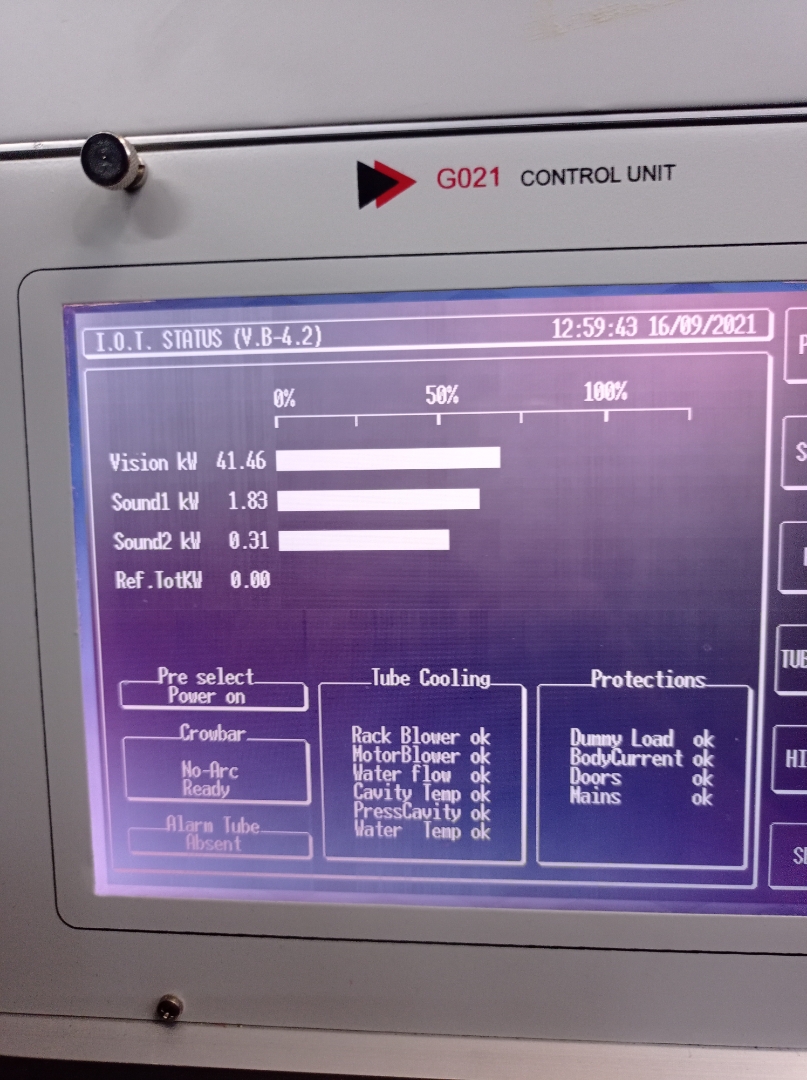 G021 CONTROL UNIT
I.O.T. STATUS (V.B-4.2) 12:59:43 16/09/2021
0% 50% 100%
Vision kW 41.46
Sound1 kW 1.83
Sound2 kW 0.31
Ref.TotKW 0.00
Pre select
Power on
Crowbar
No-Arc
Ready
Alarm Tube
Absent
Tube Cooling
Rack Blower ok
MotorBlower ok
Water flow ok
Cavity Temp ok
PressCavity ok
Water Temp ok
Protections
Dummy Load ok
BodyCurrent ok
Doors ok
Mains ok